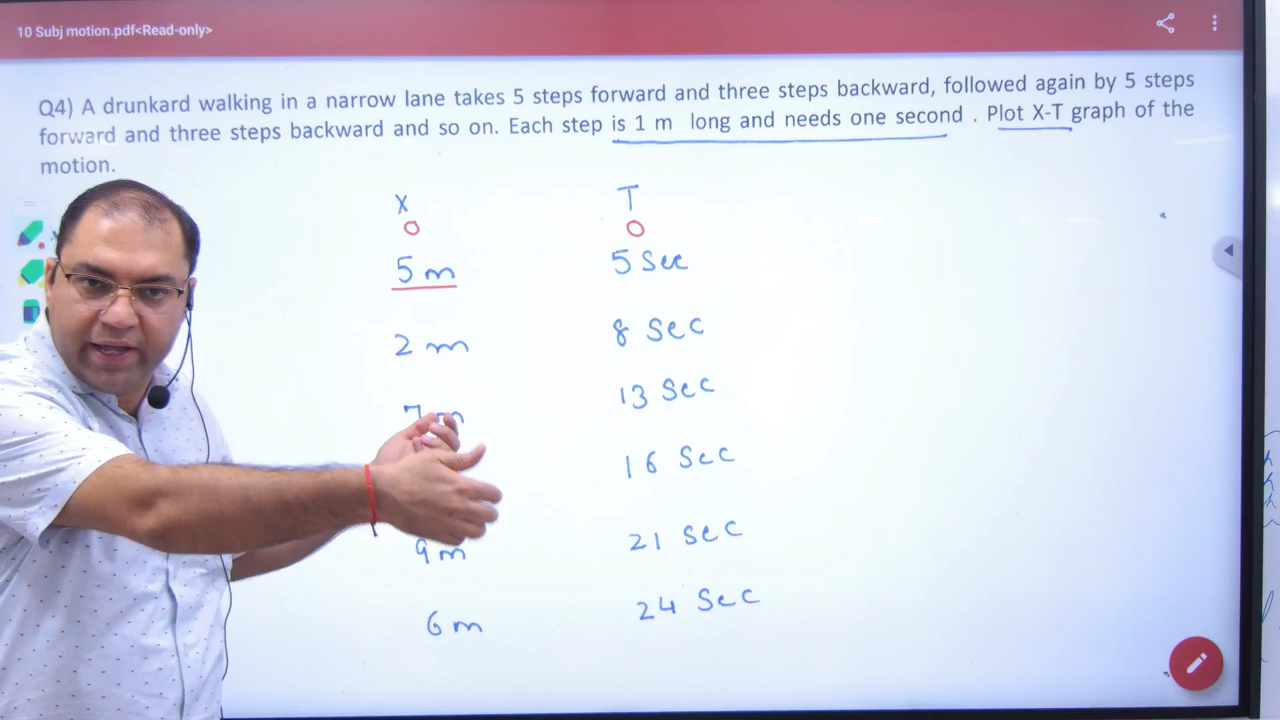 10 Subj motion.pdf<Read-only>
Q4) A drunkard walking in a narrow lane takes 5 steps forward and three steps backward, followed again by 5 steps
forward and three steps backward and so on. Each step is 1 m long and needs one second . Plot X-T graph of the
motion.
X T
0 0
5 m 5 Sec
2 m 8 Sec
7 m 13 Sec
16 Sec
9 m 21 Sec
6 m 24 Sec